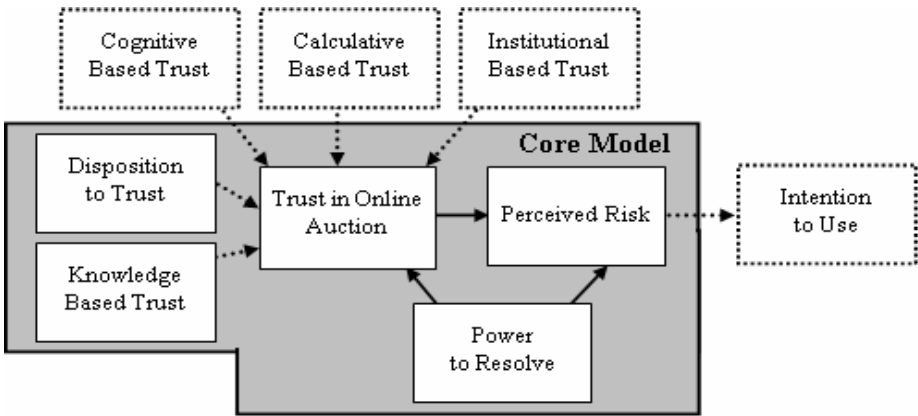 Cognitive
Based Trust
Calculative
Based Trust
Institutional
Based Trust
Core Model
Disposition
to Trust
Trust in Online
Auction
Perceived Risk
Intention
to Use
Knowledge
Based Trust
Power
to Resolve